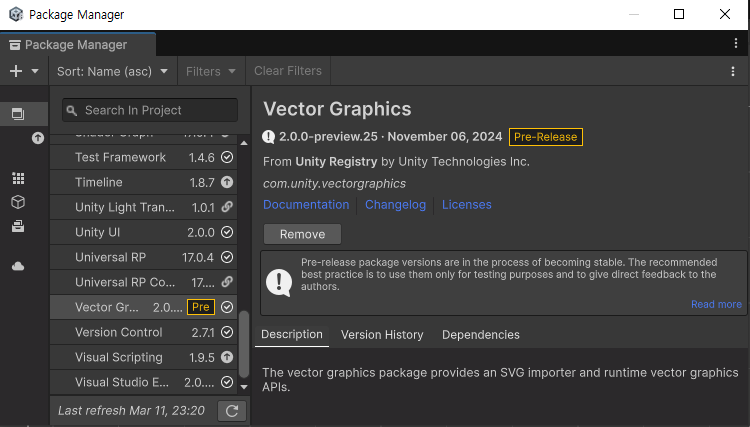 Package Manager
Package Manager
Sort: Name (asc)
Filters
Clear Filters
Search In Project
Test Framework 1.4.6
Timeline 1.8.7
Unity Light Tran... 1.0.1
Unity UI 2.0.0
Universal RP 17.0.4
Universal RP Co... 17....
Vector Gr... 2.0.... Pre
Version Control 2.7.1
Visual Scripting 1.9.5
Visual Studio E... 2.0....
Last refresh Mar 11, 23:20
Vector Graphics
2.0.0-preview.25 · November 06, 2024 Pre-Release
From Unity Registry by Unity Technologies Inc.
com.unity.vectorgraphics
Documentation Changelog Licenses
Remove
Pre-release package versions are in the process of becoming stable. The recommended
best practice is to use them only for testing purposes and to give direct feedback to the
authors.
Read more
Description Version History Dependencies
The vector graphics package provides an SVG importer and runtime vector graphics
APIs.